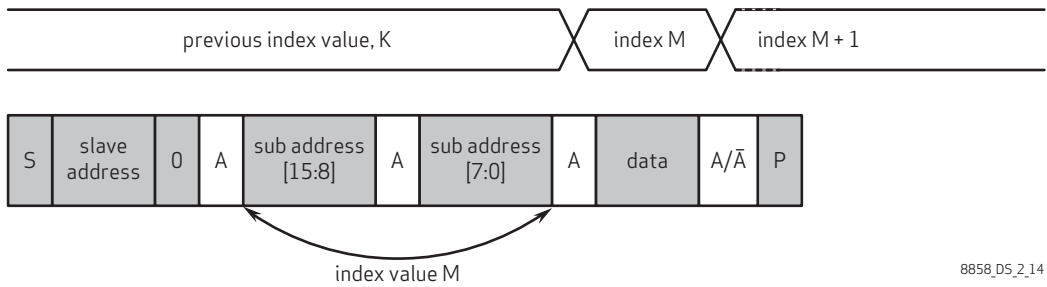 previous index value, K
index M
index M + 1
S
slave
address
0
A
sub address
[15:8]
A
sub address
[7:0]
A
data
A/Ā
P
index value M
8858_DS_2_14